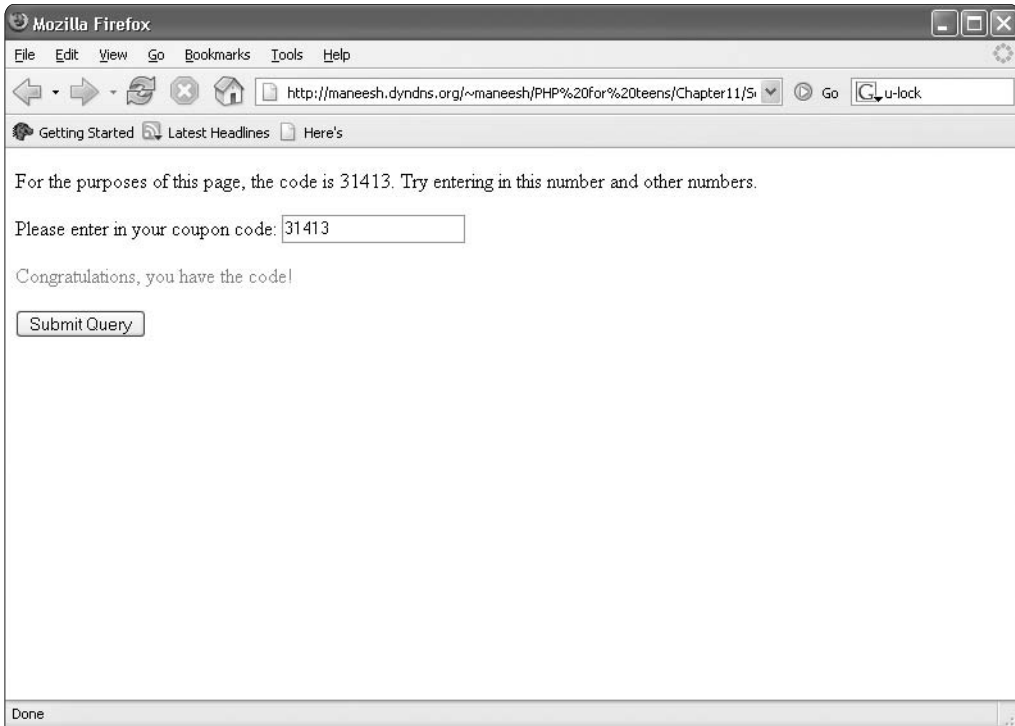 Mozilla Firefox
File Edit View Go Bookmarks Tools Help
http://maneesh.dyndns.org/~maneesh/PHP%20for%20teens/Chapter11/S Go G u-lock
Getting Started Latest Headlines Here's
For the purposes of this page, the code is 31413. Try entering in this number and other numbers.
Please enter in your coupon code: 31413
Congratulations, you have the code!
Submit Query
Done